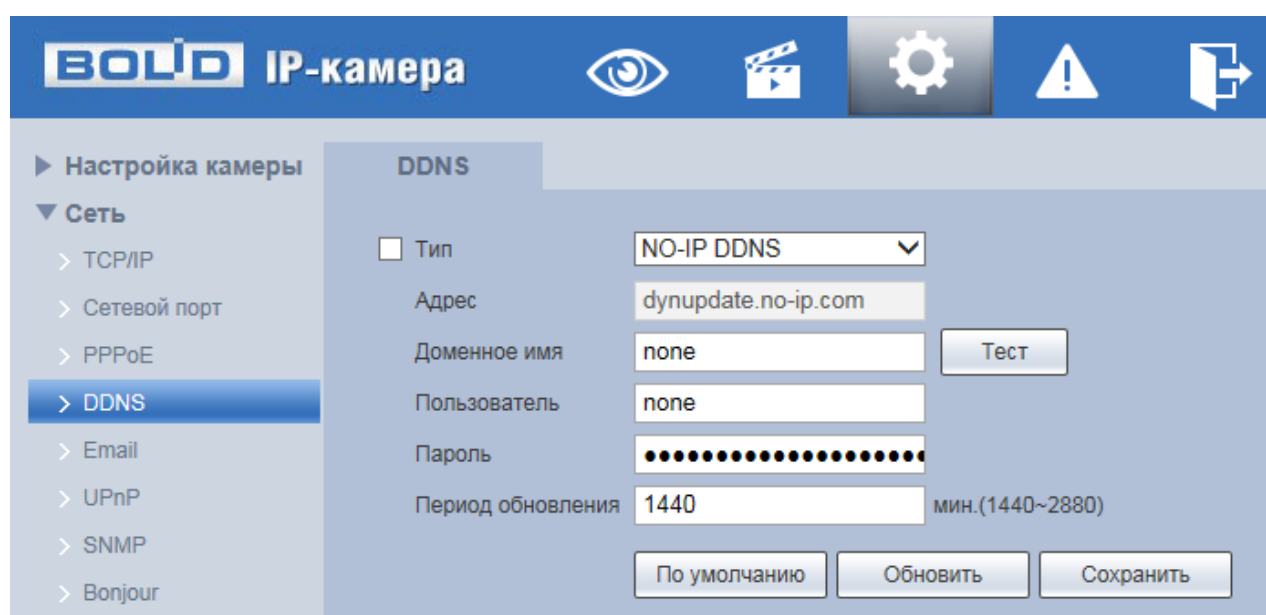 BOLID IP-камера
Настройка камеры
Сеть
TCP/IP
Сетевой порт
PPPoE
DDNS
Email
UPnP
SNMP
Bonjour
DDNS
Тип NO-IP DDNS
Адрес dynupdate.no-ip.com
Доменное имя none Тест
Пользователь none
Пароль ●●●●●●●●●●●●●●●●●●●●
Период обновления 1440 мин.(1440~2880)
По умолчанию Обновить Сохранить